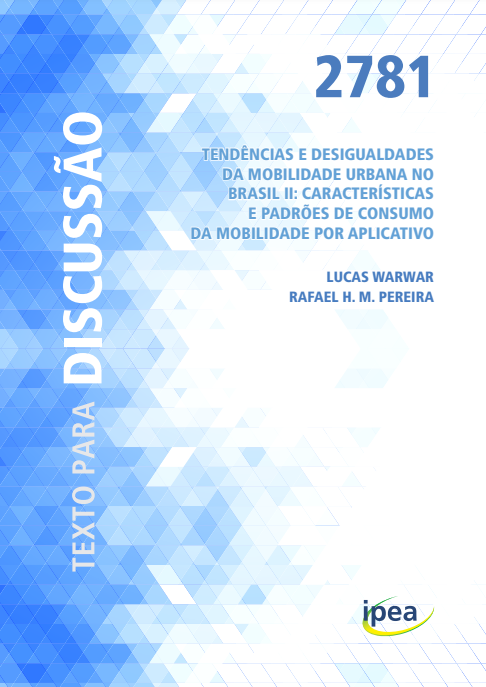 2781
TENDÊNCIAS E DESIGUALDADES
DA MOBILIDADE URBANA NO
BRASIL II: CARACTERÍSTICAS
E PADRÕES DE CONSUMO
DA MOBILIDADE POR APLICATIVO
LUCAS WARWAR
RAFAEL H. M. PEREIRA
TEXTO PARA DISCUSSÃO
ipea